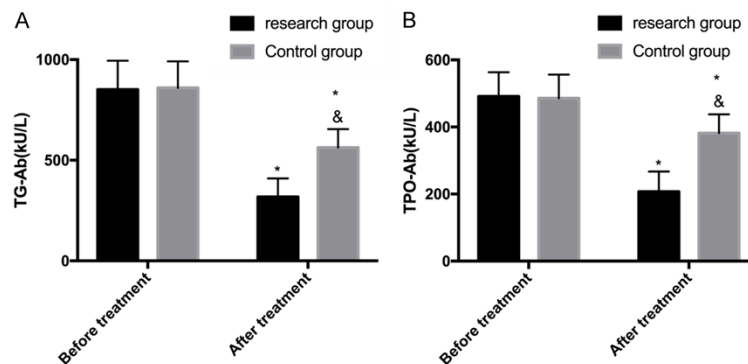 A
research group
Control group
TG-Ab(kU/L)
1000
500
0
*
*
&
Before treatment
After treatment
B
research group
Control group
TPO-Ab(kU/L)
600
400
200
0
*
*
&
Before treatment
After treatment